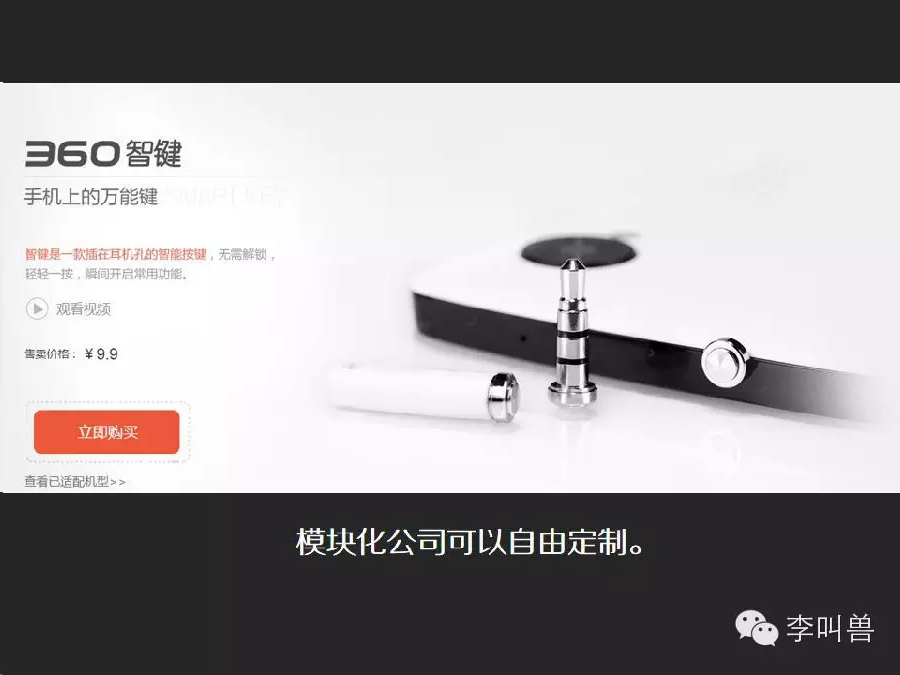 360智键
手机上的万能键 SMART KEY
智键是一款插在耳机孔的智能按键，无需解锁，
轻轻一按，瞬间开启常用功能。
观看视频
售卖价格：￥9.9
立即购买
查看已适配机型>>
模块化公司可以自由定制。
李叫兽